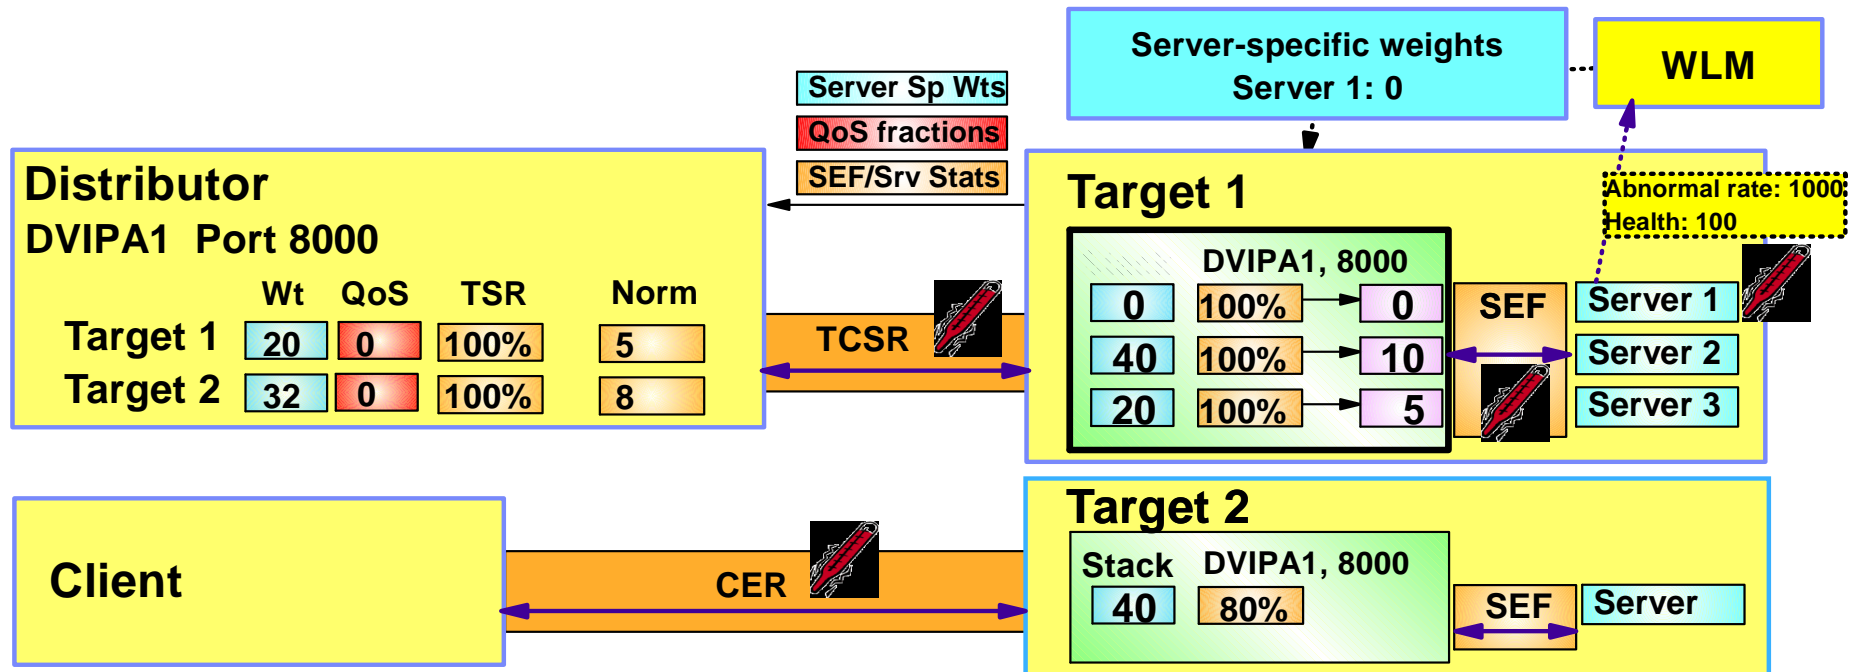 Server-specific weights
Server 1: 0
WLM
Server Sp Wts
QoS fractions
SEF/Srv Stats
Abnormal rate: 1000
Health: 100
Distributor
DVIPA1 Port 8000
Wt QoS TSR Norm
Target 1 20 0 100% 5
Target 2 32 0 100% 8
TCSR
Target 1
DVIPA1, 8000
0 100% 0
40 100% 10
20 100% 5
SEF
Server 1
Server 2
Server 3
Client
CER
Target 2
Stack DVIPA1, 8000
40 80%
SEF
Server